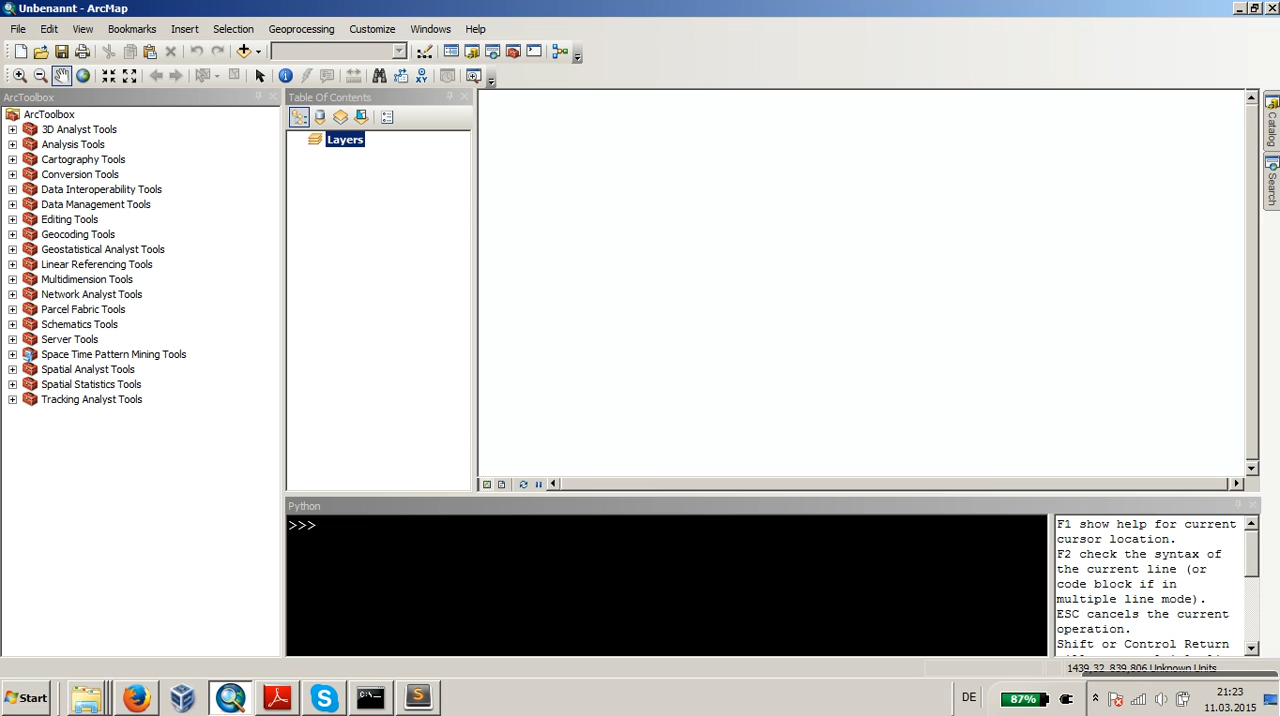 Unbenannt - ArcMap
File Edit View Bookmarks Insert Selection Geoprocessing Customize Windows Help
ArcToolbox
ArcToolbox
3D Analyst Tools
Analysis Tools
Cartography Tools
Conversion Tools
Data Interoperability Tools
Data Management Tools
Editing Tools
Geocoding Tools
Geostatistical Analyst Tools
Linear Referencing Tools
Multidimension Tools
Network Analyst Tools
Parcel Fabric Tools
Schematics Tools
Server Tools
Space Time Pattern Mining Tools
Spatial Analyst Tools
Spatial Statistics Tools
Tracking Analyst Tools
Table Of Contents
Layers
Catalog
Search
Python
>>>
F1 show help for current
cursor location.
F2 check the syntax of
the current line (or
code block if in
multiple line mode).
ESC cancels the current
operation.
Shift or Control Return
1439,32 839,806 Unknown Units
Start
DE
87%
21:23
11.03.2015